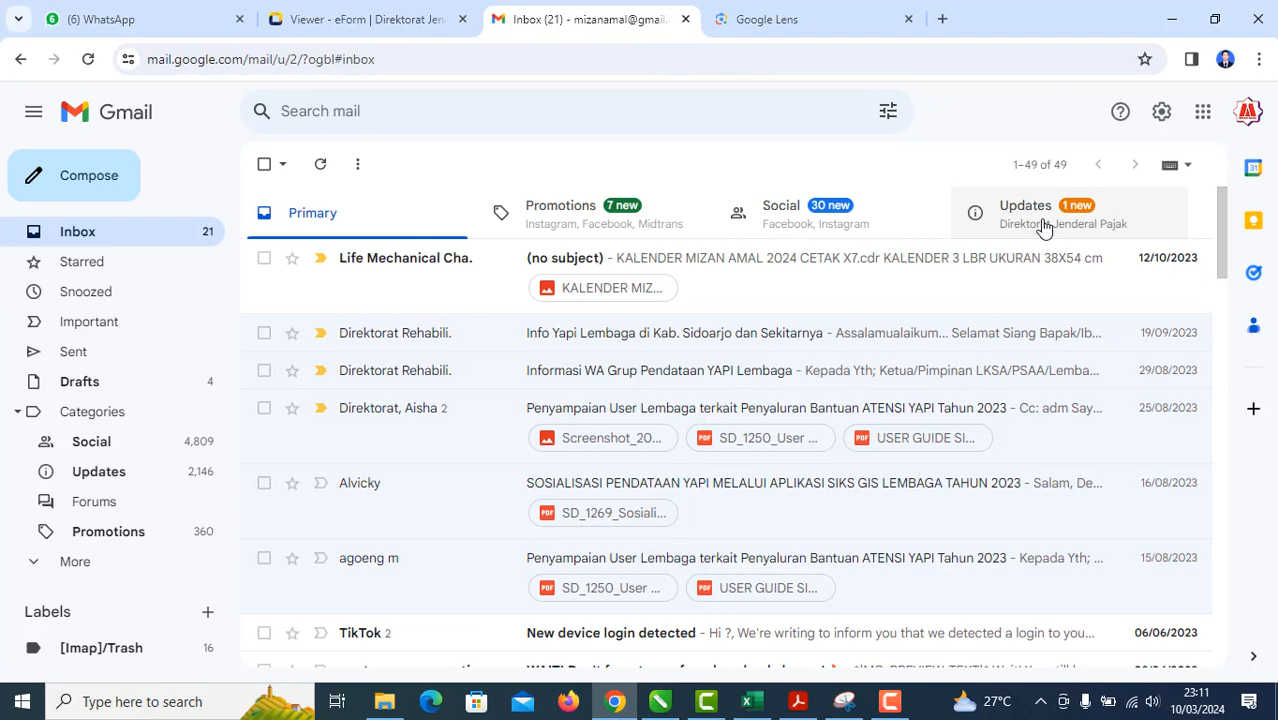 (6) WhatsApp
Viewer - eForm | Direktorat Jen
Inbox (21) - mizanamal@gmail.
Google Lens
mail.google.com/mail/u/2/?ogbl#inbox
Gmail
Search mail
Compose
1–49 of 49
Primary
Promotions 7 new
Instagram, Facebook, Midtrans
Social 30 new
Facebook, Instagram
Updates 1 new
Jenderal Pajak
Inbox 21
Starred
Snoozed
Important
Sent
Drafts 4
Categories
Social 4,809
Updates 2,146
Forums
Promotions 360
More
Labels
[Imap]/Trash 16
Life Mechanical Cha. (no subject) - KALENDER MIZAN AMAL 2024 CETAK X7.cdr KALENDER 3 LBR UKURAN 38X54 cm 12/10/2023
KALENDER MIZ...
Direktorat Rehabili. Info Yapi Lembaga di Kab. Sidoarjo dan Sekitarnya - Assalamualaikum... Selamat Siang Bapak/Ib... 19/09/2023
Direktorat Rehabili. Informasi WA Grup Pendataan YAPI Lembaga - Kepada Yth; Ketua/Pimpinan LKSA/PSAA/Lemba... 29/08/2023
Direktorat, Aisha 2 Penyampaian User Lembaga terkait Penyaluran Bantuan ATENSI YAPI Tahun 2023 - Cc: adm Say... 25/08/2023
Screenshot_20... PDF SD_1250_User ... PDF USER GUIDE SI...
Alvicky SOSIALISASI PENDATAAN YAPI MELALUI APLIKASI SIKS GIS LEMBAGA TAHUN 2023 - Salam, De... 16/08/2023
PDF SD_1269_Sosiali...
agoeng m Penyampaian User Lembaga terkait Penyaluran Bantuan ATENSI YAPI Tahun 2023 - Kepada Yth; ... 15/08/2023
PDF SD_1250_User ... PDF USER GUIDE SI...
TikTok 2 New device login detected - Hi ?, We're writing to inform you that we detected a login to you... 06/06/2023
Type here to search
27°C
23:11
10/03/2024